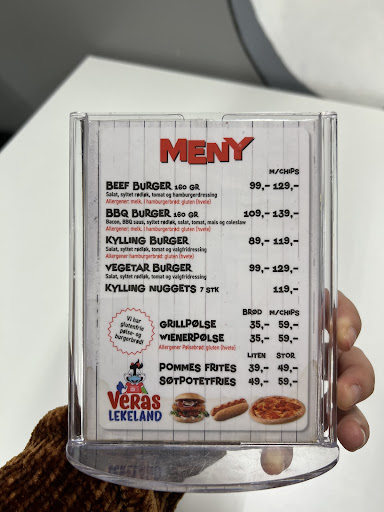 MENY
M/CHIPS
BEEF BURGER 160 GR 99,- 129,-
Salat, syltet rødløk, tomat og hamburgerdressing
Allergener: melk, i hamburgerbrød: gluten (hvete)
BBQ BURGER 160 GR 109,- 139,-
Bacon, BBQ saus, syltet rødløk, salat, tomat, mais og coleslaw
Allergener: melk, i hamburgerbrød: gluten (hvete)
KYLLING BURGER 89,- 119,-
Salat, syltet rødløk, tomat og valgfridressing
Allergener i hamburgerbrød: gluten (hvete)
VEGETAR BURGER 99,- 129,-
Salat, syltet rødløk, tomat og valgfridressing
KYLLING NUGGETS 7 STK 119,-
BRØD M/CHIPS
Vi har
glutenfrie
pølse- og
burgerbrød!
GRILLPØLSE 35,- 59,-
WIENERPØLSE 35,- 59,-
Allergener Pølsebrød: gluten (hvete)
LITEN STOR
POMMES FRITES 39,- 49,-
SØTPOTETFRIES 49,- 59,-
Veras
LEKELAND